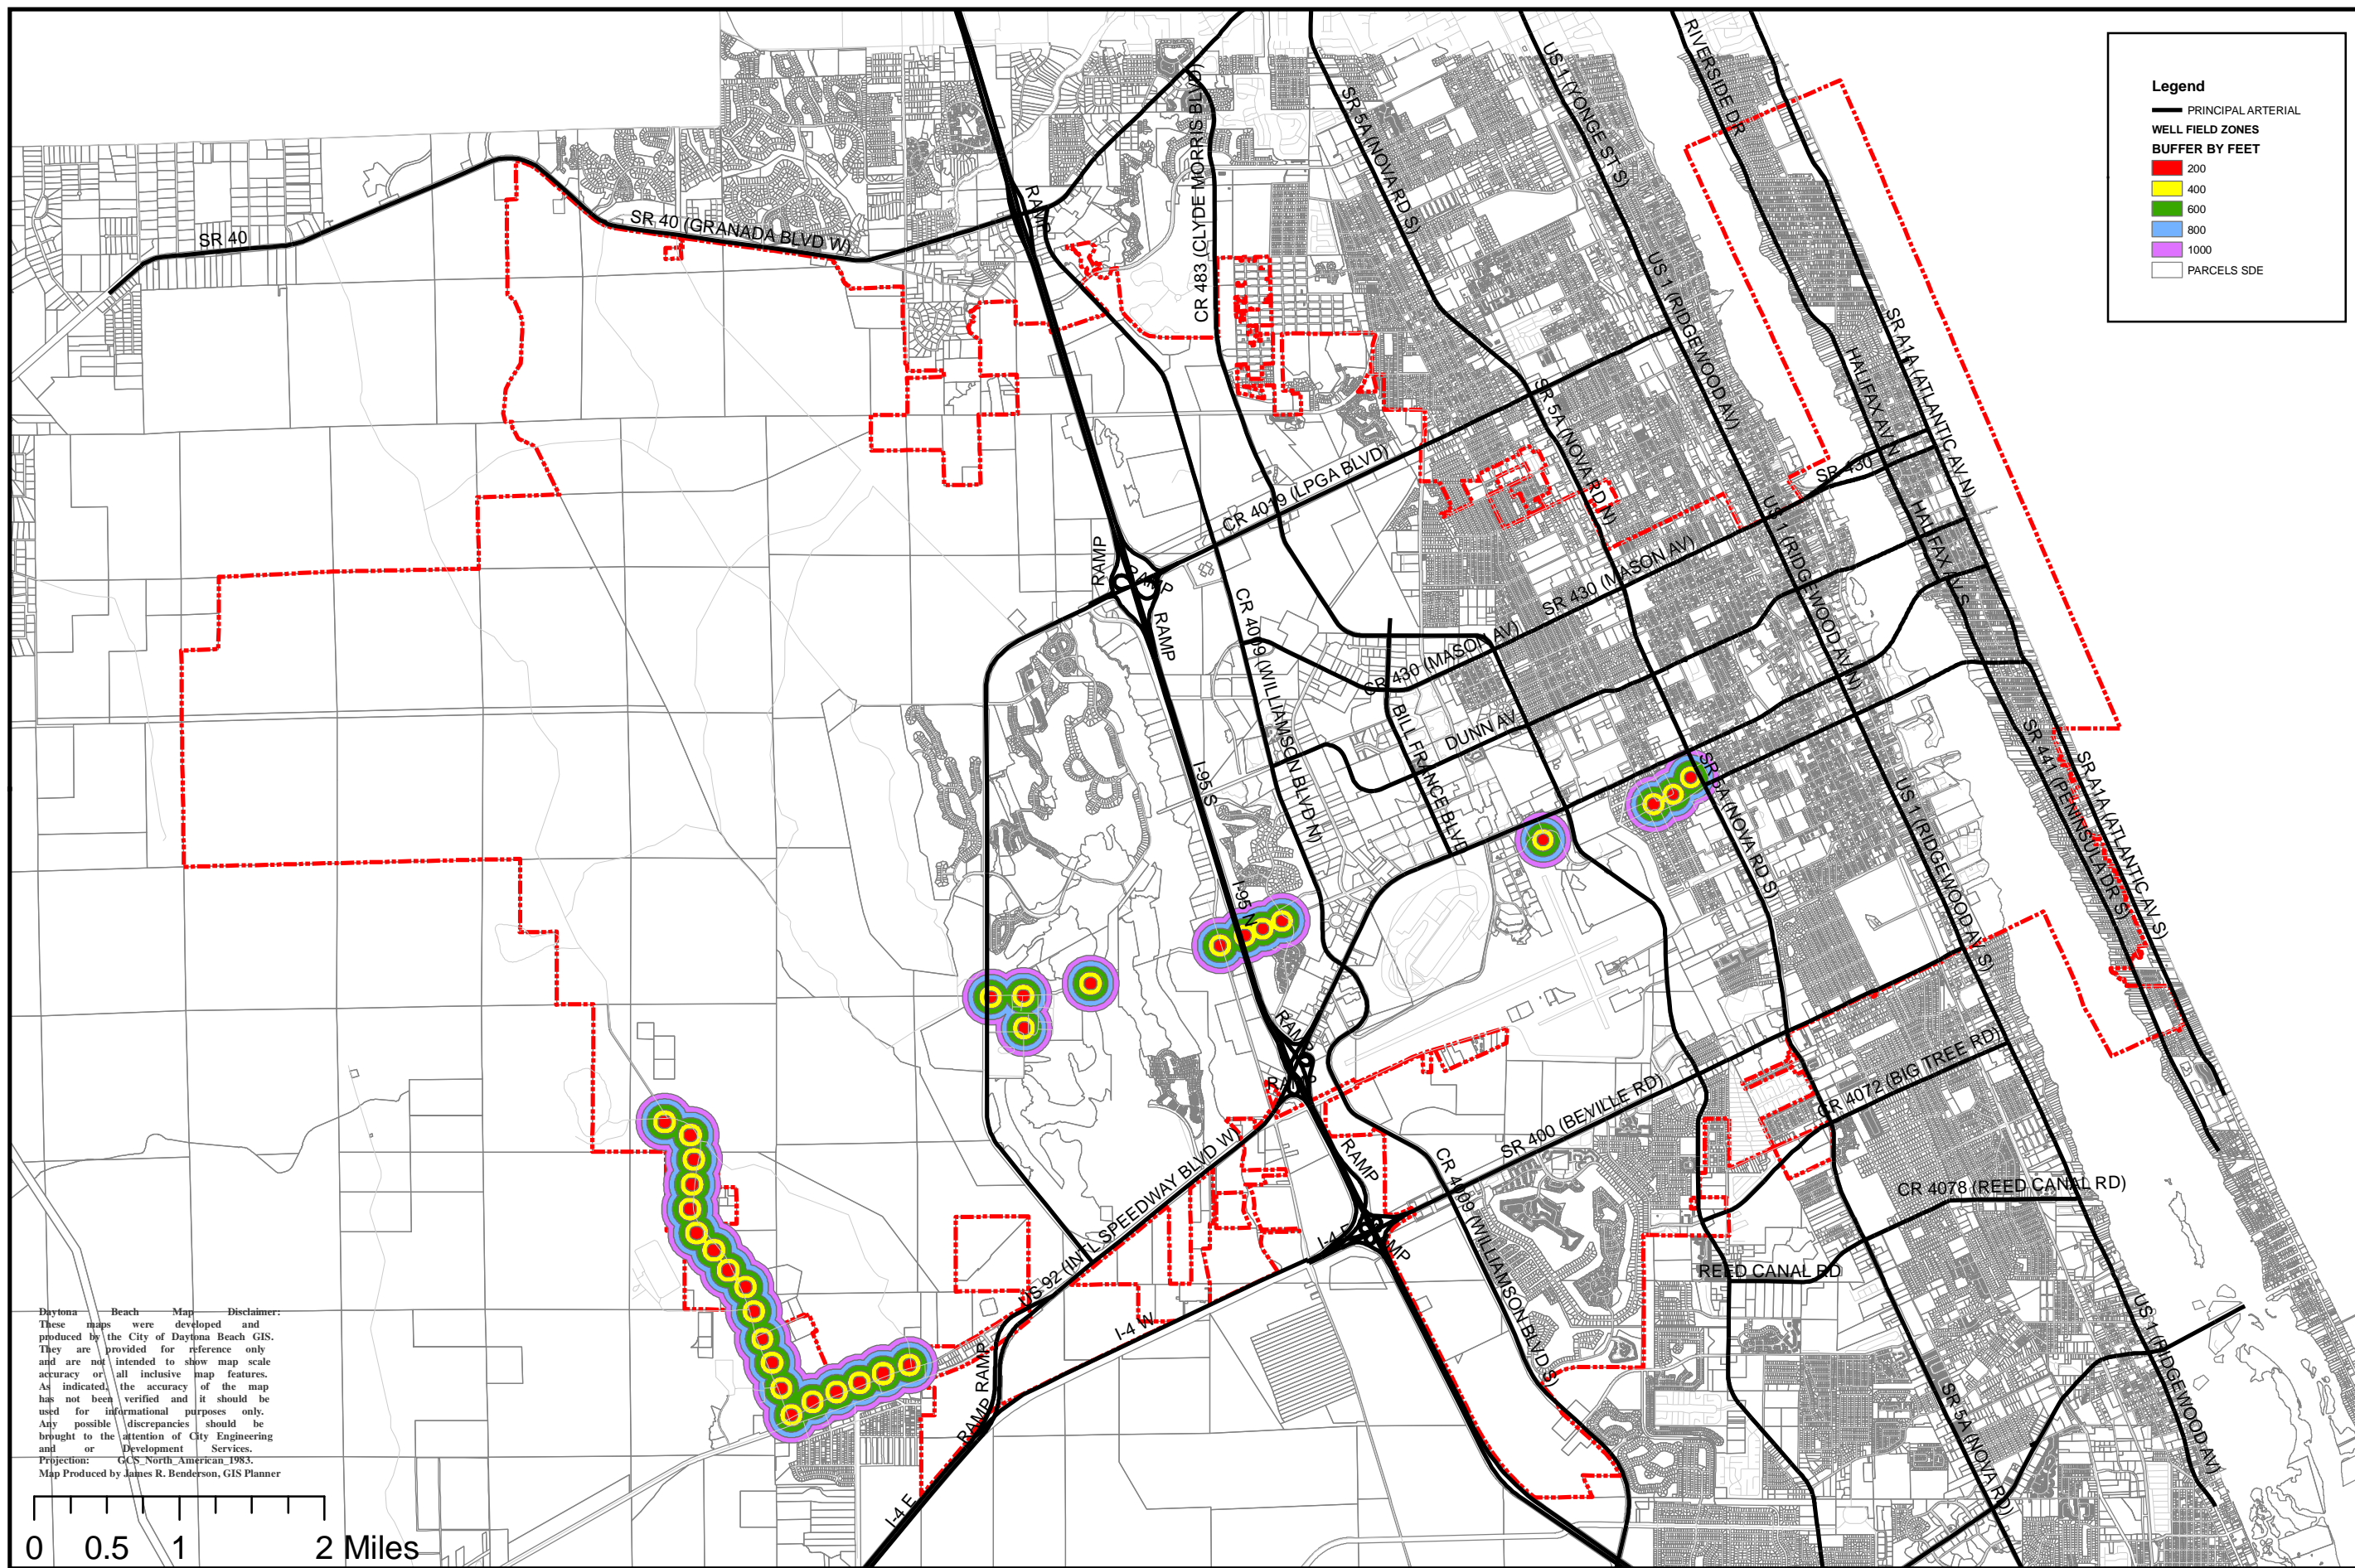 Legend
PRINCIPAL ARTERIAL
WELL FIELD ZONES
BUFFER BY FEET
200
400
600
800
1000
PARCELS SDE
RIVERSIDE DR
US 1 (YONGE ST S)
SR 5A (NOVA RD S)
CR 483 (CLYDE MORRIS BLVD)
RAMP
SR 40
SR 40 (GRANADA BLVD W)
US 1 (RIDGEWOOD AV)
SR A1A (ATLANTIC AV N)
HALIFAX AV N
SR 5A (NOVA RD N)
CR 4019 (LPGA BLVD)
SR 430
US 1 (RIDGEWOOD AV N)
HALIFAX AV S
RAMP
RAMP
RAMP
SR 430 (MASON AV)
CR 4009 (WILLIAMSON BLVD N)
CR 430 (MASON AV)
BILL FRANCE BLVD
DUNN AV
I-95 S
I-95 N
SR 5A (NOVA RD S)
US 1 (RIDGEWOOD AV S)
SR 441 (PENINSULA DR S)
SR A1A (ATLANTIC AV S)
RAMP
RAMP
RAMP
SR 400 (BEVILLE RD)
CR 4072 (BIG TREE RD)
CR 4078 (REED CANAL RD)
REED CANAL RD
CR 4009 (WILLIAMSON BLVD S)
US 92 (INTL SPEEDWAY BLVD W)
I-4 E
RAMP
I-4 W
RAMP RAMP
I-4 E
US 1 (RIDGEWOOD AV)
SR 5A (NOVA RD)
Daytona Beach Map Disclaimer:
These maps were developed and
produced by the City of Daytona Beach GIS.
They are provided for reference only
and are not intended to show map scale
accuracy or all inclusive map features.
As indicated, the accuracy of the map
has not been verified and it should be
used for informational purposes only.
Any possible discrepancies should be
brought to the attention of City Engineering
and or Development Services.
Projection: GCS_North_American_1983.
Map Produced by James R. Benderson, GIS Planner
0 0.5 1 2 Miles